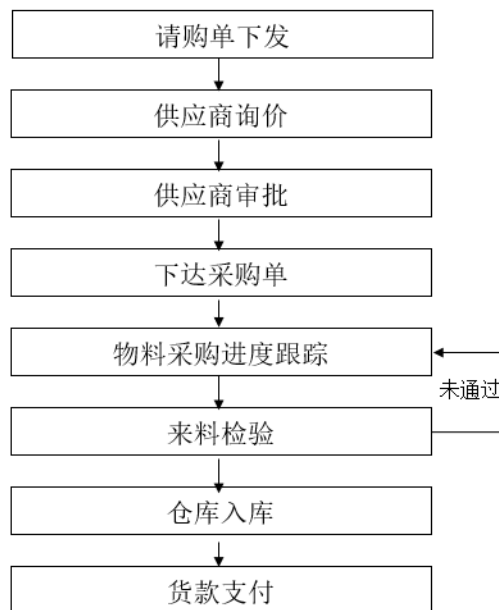 请购单下发
供应商询价
供应商审批
下达采购单
物料采购进度跟踪
未通过
来料检验
仓库入库
货款支付